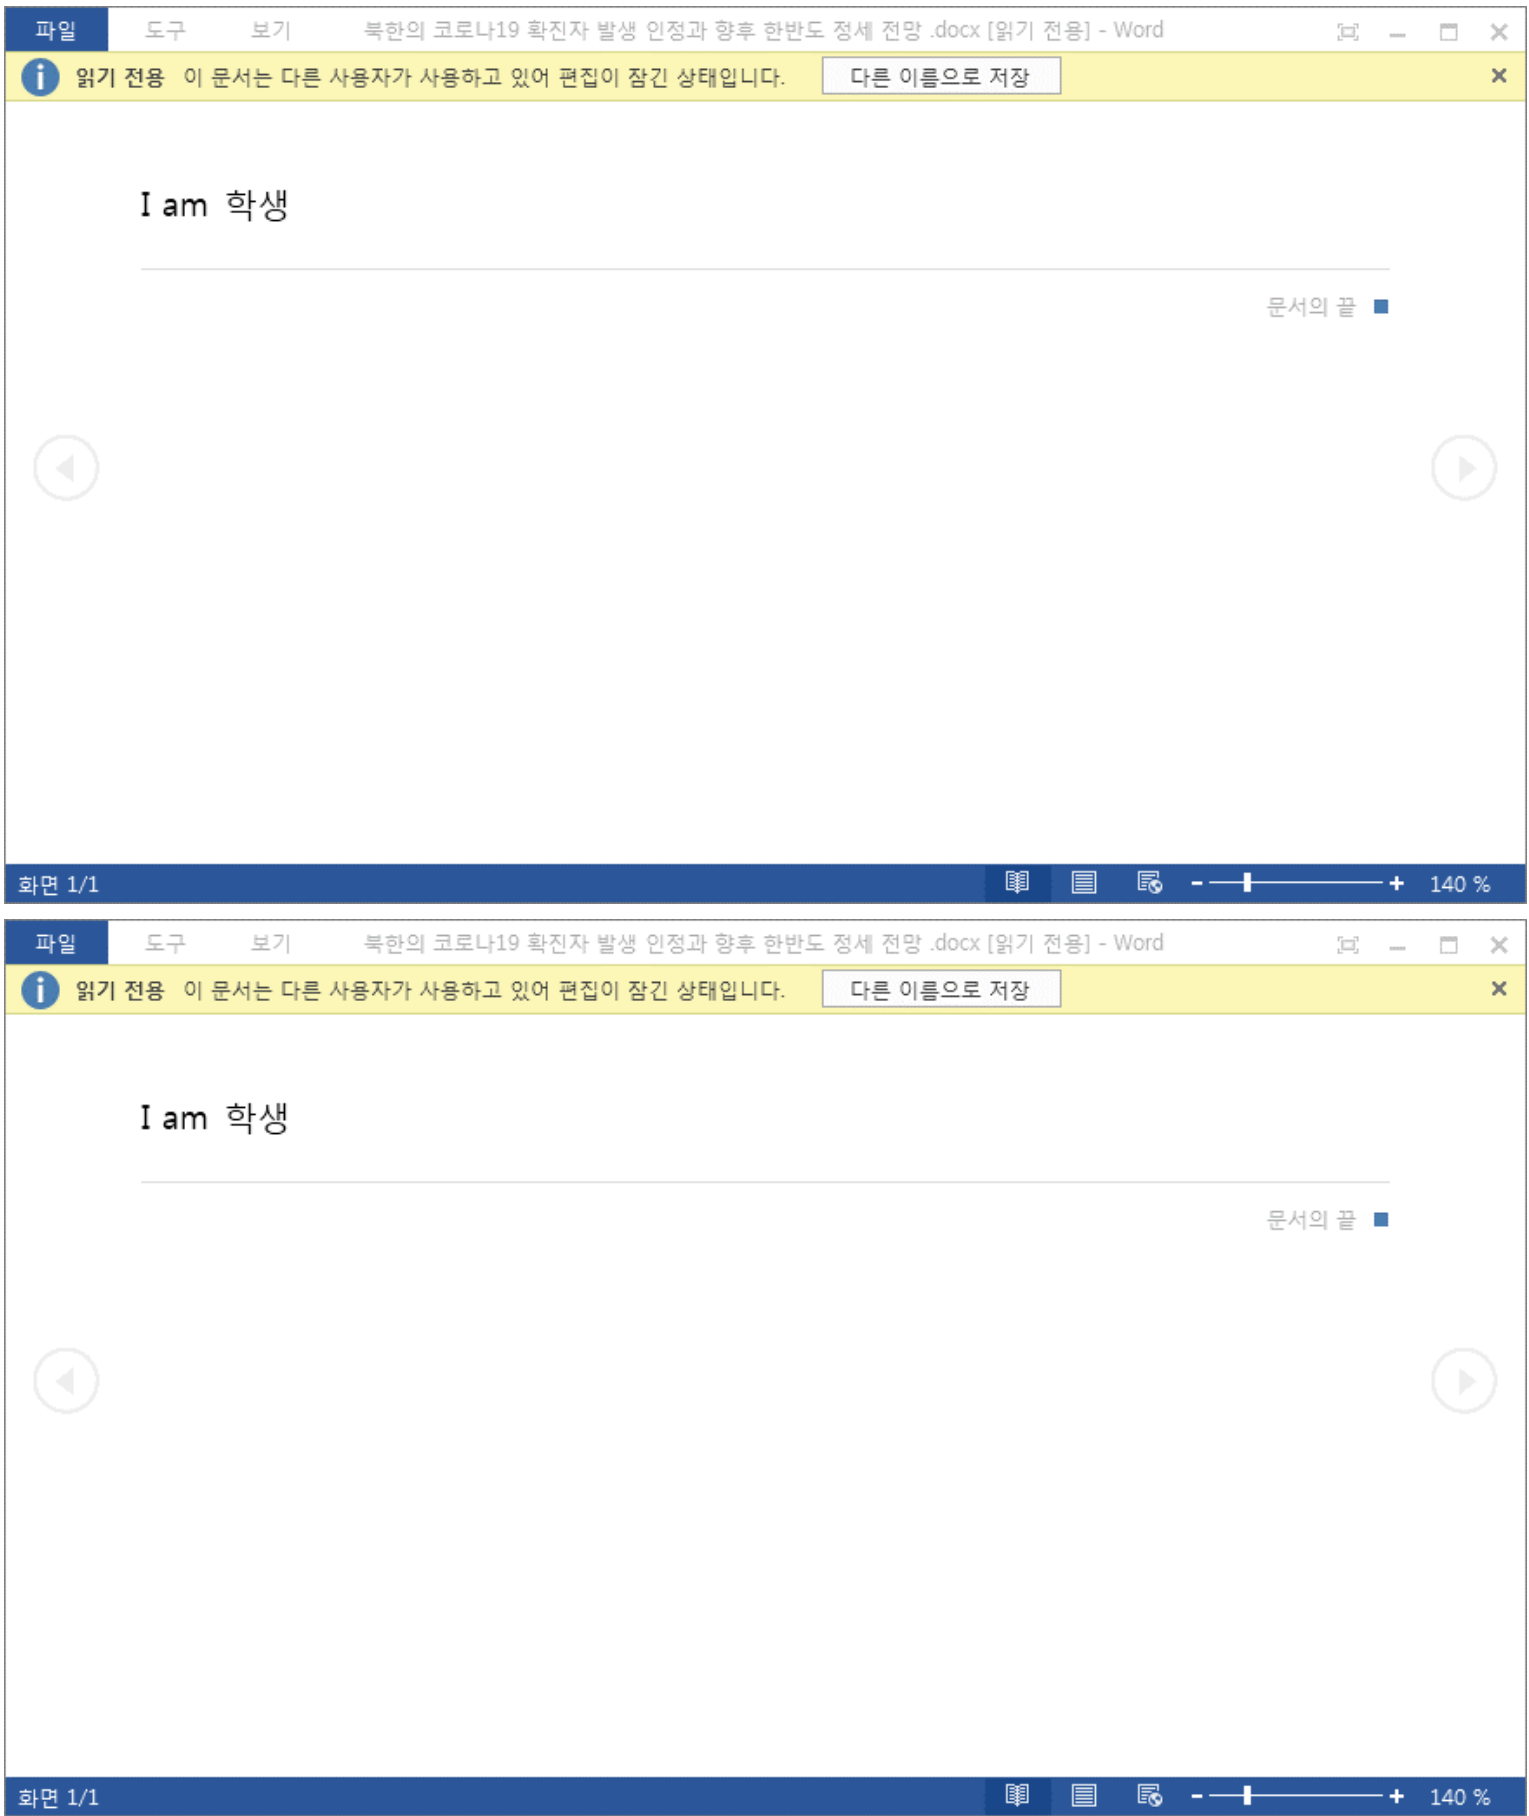 파일 도구 보기 북한의 코로나19 확진자 발생 인정과 향후 한반도 정세 전망 .docx [읽기 전용] - Word
읽기 전용 이 문서는 다른 사용자가 사용하고 있어 편집이 잠긴 상태입니다. 다른 이름으로 저장
I am 학생
문서의 끝
화면 1/1 140 %
파일 도구 보기 북한의 코로나19 확진자 발생 인정과 향후 한반도 정세 전망 .docx [읽기 전용] - Word
읽기 전용 이 문서는 다른 사용자가 사용하고 있어 편집이 잠긴 상태입니다. 다른 이름으로 저장
I am 학생
문서의 끝
화면 1/1 140 %